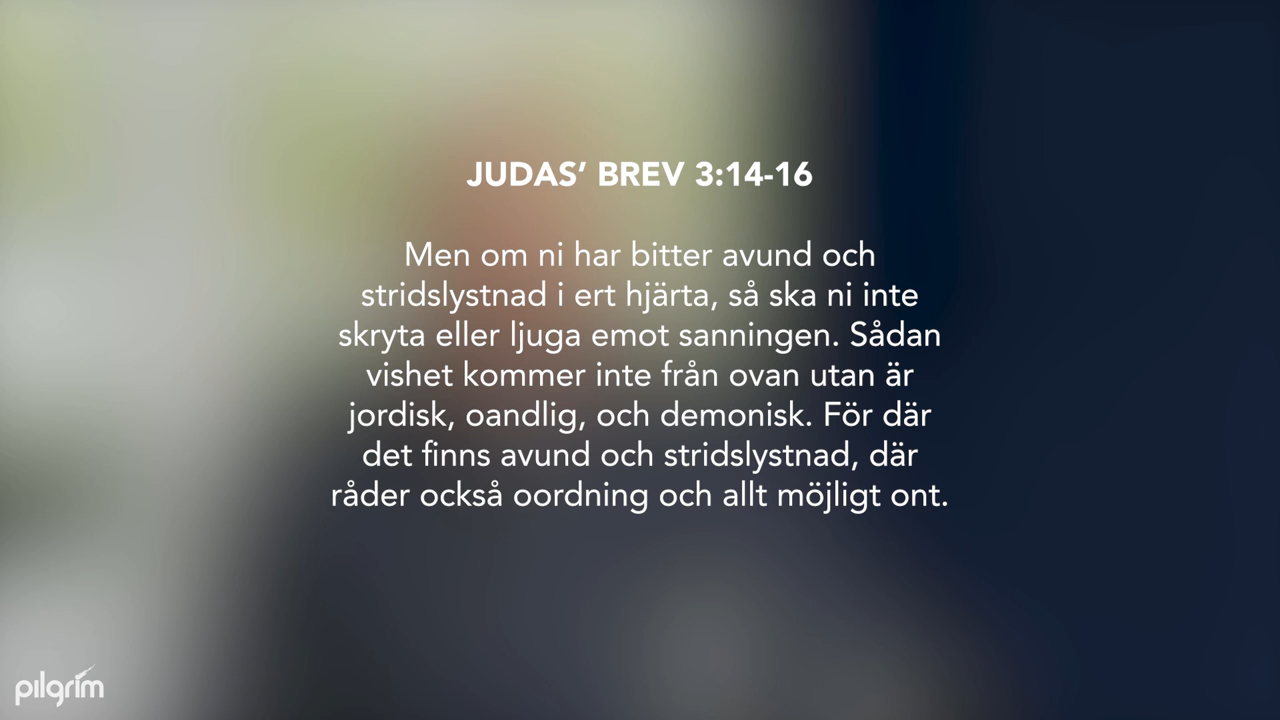 JUDAS’ BREV 3:14-16
Men om ni har bitter avund och
stridslystnad i ert hjärta, så ska ni inte
skryta eller ljuga emot sanningen. Sådan
vishet kommer inte från ovan utan är
jordisk, oandlig, och demonisk. För där
det finns avund och stridslystnad, där
råder också oordning och allt möjligt ont.
pilgrim